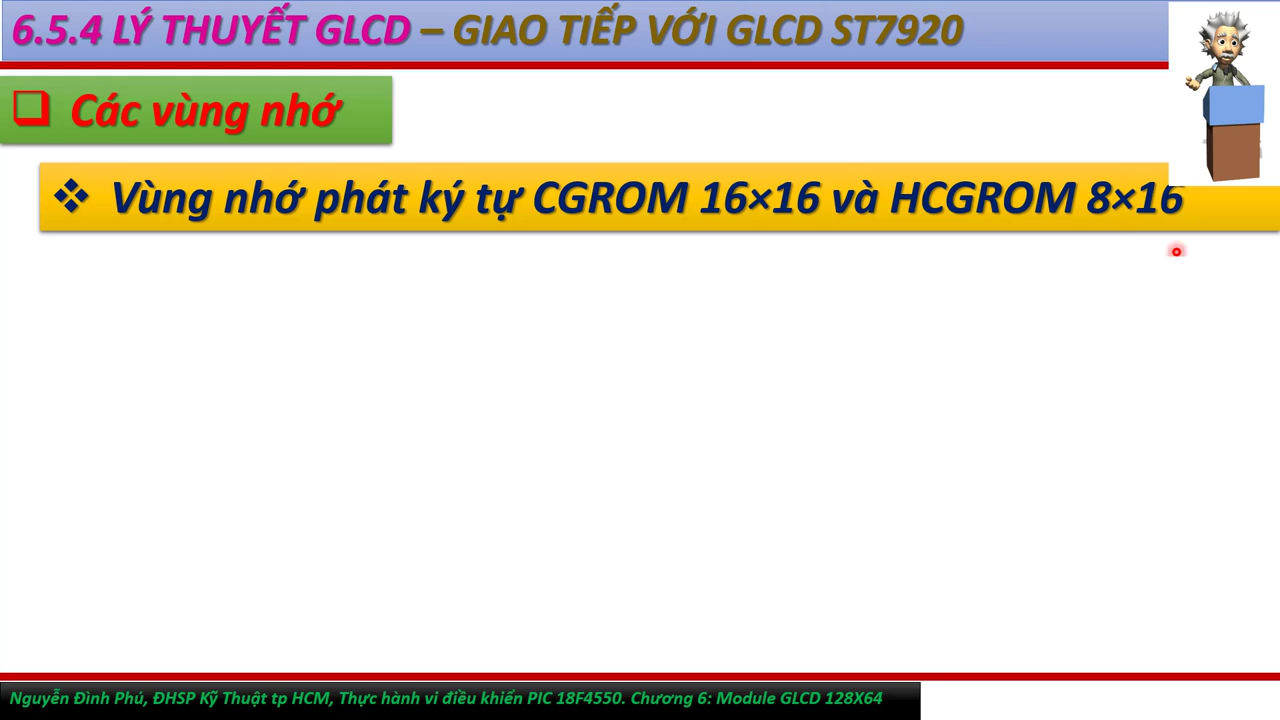 6.5.4 LÝ THUYẾT GLCD – GIAO TIẾP VỚI GLCD ST7920
Các vùng nhớ
Vùng nhớ phát ký tự CGROM 16×16 và HCGROM 8×16
Nguyễn Đình Phú, ĐHSP Kỹ Thuật tp HCM, Thực hành vi điều khiển PIC 18F4550. Chương 6: Module GLCD 128X64